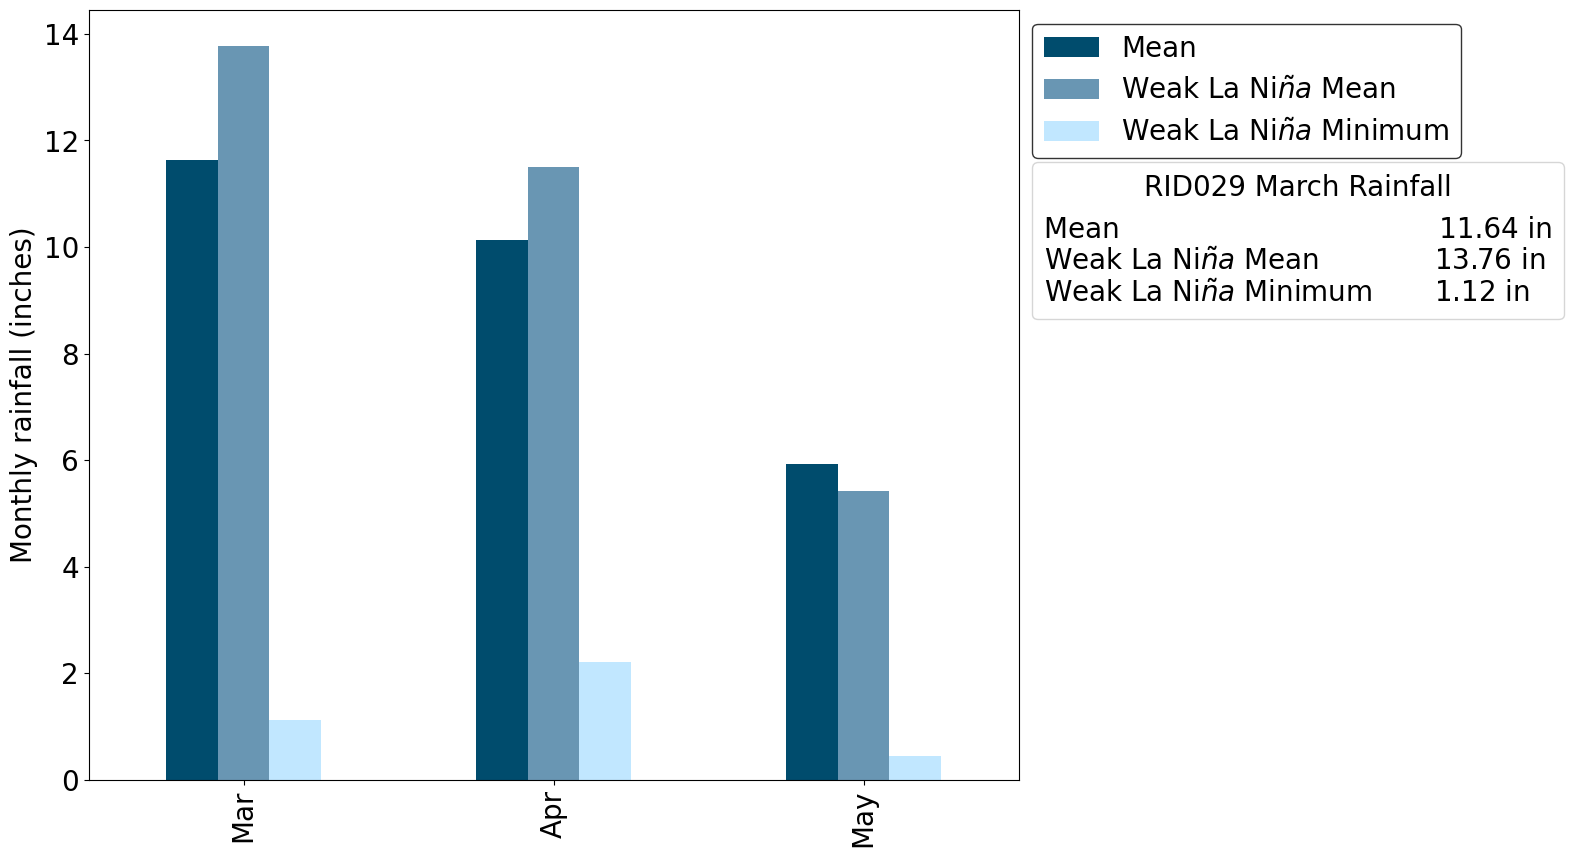 Monthly rainfall (inches)
14
12
10
8
6
4
2
0
Mar
Apr
May
Mean
Weak La Niña Mean
Weak La Niña Minimum
RID029 March Rainfall
Mean 11.64 in
Weak La Niña Mean 13.76 in
Weak La Niña Minimum 1.12 in